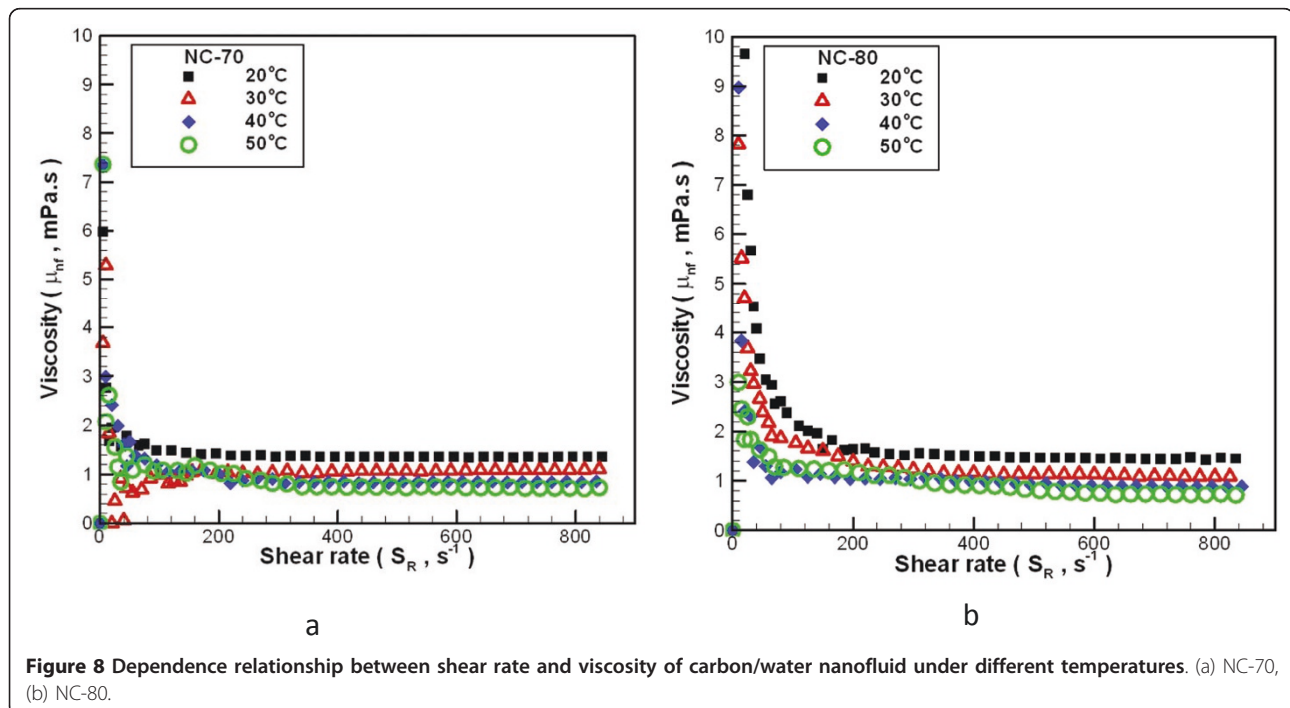 NC-70
20°C
30°C
40°C
50°C
10
9
8
7
6
5
4
3
2
1
0
Viscosity ( μnf , mPa.s )
0
200
400
600
800
Shear rate ( SR , s-1 )
a
NC-80
20°C
30°C
40°C
50°C
10
9
8
7
6
5
4
3
2
1
0
Viscosity ( μnf , mPa.s )
0
200
400
600
800
Shear rate ( SR , s-1 )
b
Figure 8 Dependence relationship between shear rate and viscosity of carbon/water nanofluid under different temperatures. (a) NC-70,
(b) NC-80.